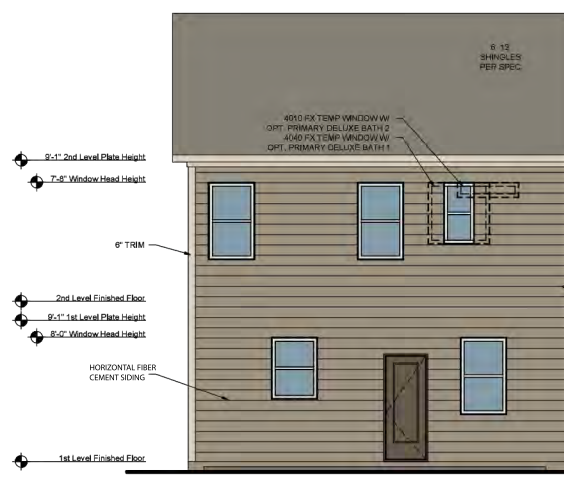 6 12
SHINGLES
PER SPEC.
4010 FX TEMP WINDOW W/
OPT. PRIMARY DELUXE BATH 2
4040 FX TEMP WINDOW W/
OPT. PRIMARY DELUXE BATH 1
9'-1" 2nd Level Plate Height
7'-8" Window Head Height
6" TRIM
2nd Level Finished Floor
9'-1" 1st Level Plate Height
8'-0" Window Head Height
HORIZONTAL FIBER
CEMENT SIDING
1st Level Finished Floor